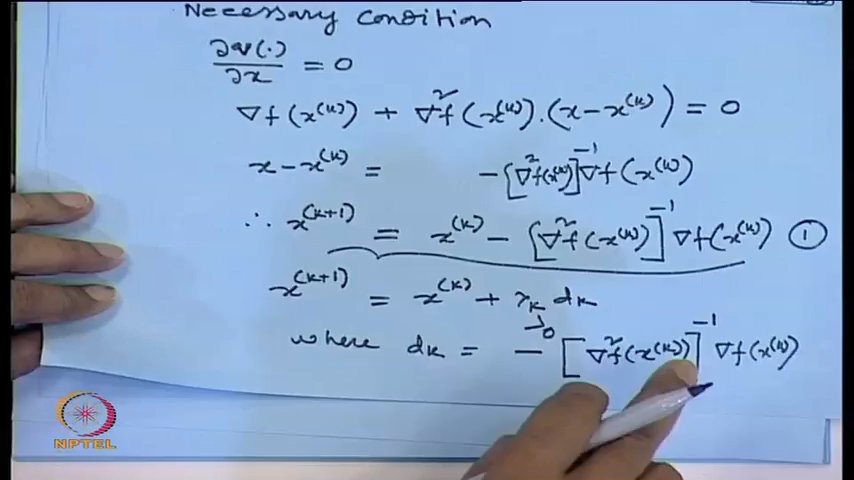 Necessary condition
∂q(·)/∂x = 0
∇f(x^(k)) + ∇²f(x^(k)).(x-x^(k)) = 0
x-x^(k) = -[∇²f(x^(k))]^-1 ∇f(x^(k))
∴ x^(k+1) = x^(k) - [∇²f(x^(k))]^-1 ∇f(x^(k)) ①
x^(k+1) = x^(k) + λ_k d_k
where d_k = - [∇²f(x^(k))]^-1 ∇f(x^(k))
NPTEL